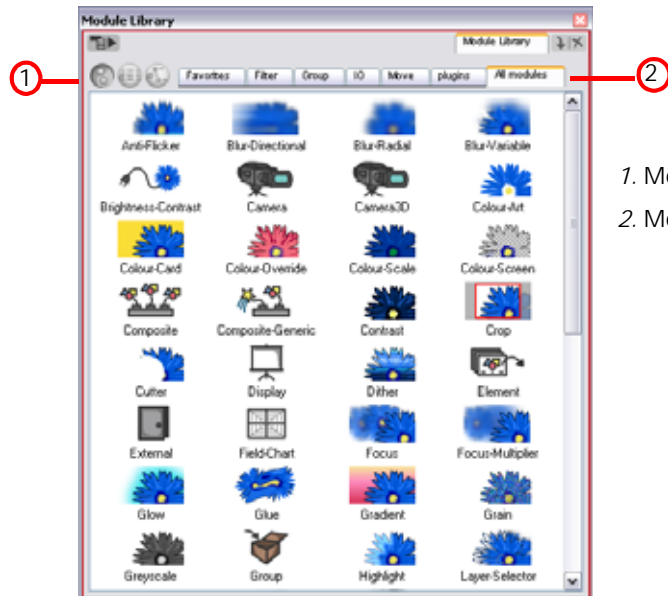 Module Library
Module Library
1
Favorites Filter Group IO Move plugins All modules
2
Anti-Flicker Blur-Directional Blur-Radial Blur-Variable
Brightness-Contrast Camera Camera3D Colour-Art
Colour-Card Colour-Override Colour-Scale Colour-Screen
Composite Composite-Generic Contrast Crop
Cutter Display Dither Element
External Field-Chart Focus Focus-Multiplier
Glow Glue Gradient Grain
Greyscale Group Highlight Layer-Selector
1. Mo
2. Mo